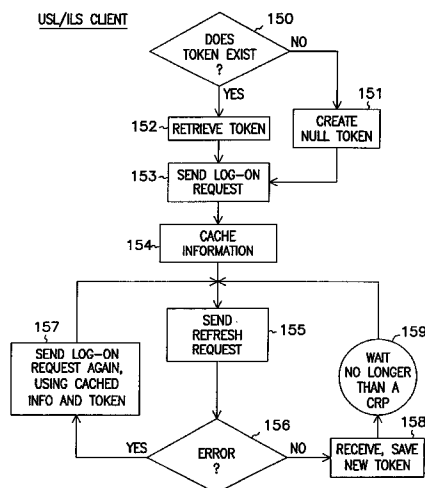 USL/ILS CLIENT
150
DOES
TOKEN EXIST
?
NO
YES
151
CREATE
NULL TOKEN
152
RETRIEVE TOKEN
153
SEND LOG-ON
REQUEST
154
CACHE
INFORMATION
157
SEND LOG-ON
REQUEST AGAIN,
USING CACHED
INFO AND TOKEN
SEND
REFRESH
REQUEST
155
159
WAIT
NO LONGER
THAN A
CRP
156
ERROR
?
YES
NO
158
RECEIVE, SAVE
NEW TOKEN